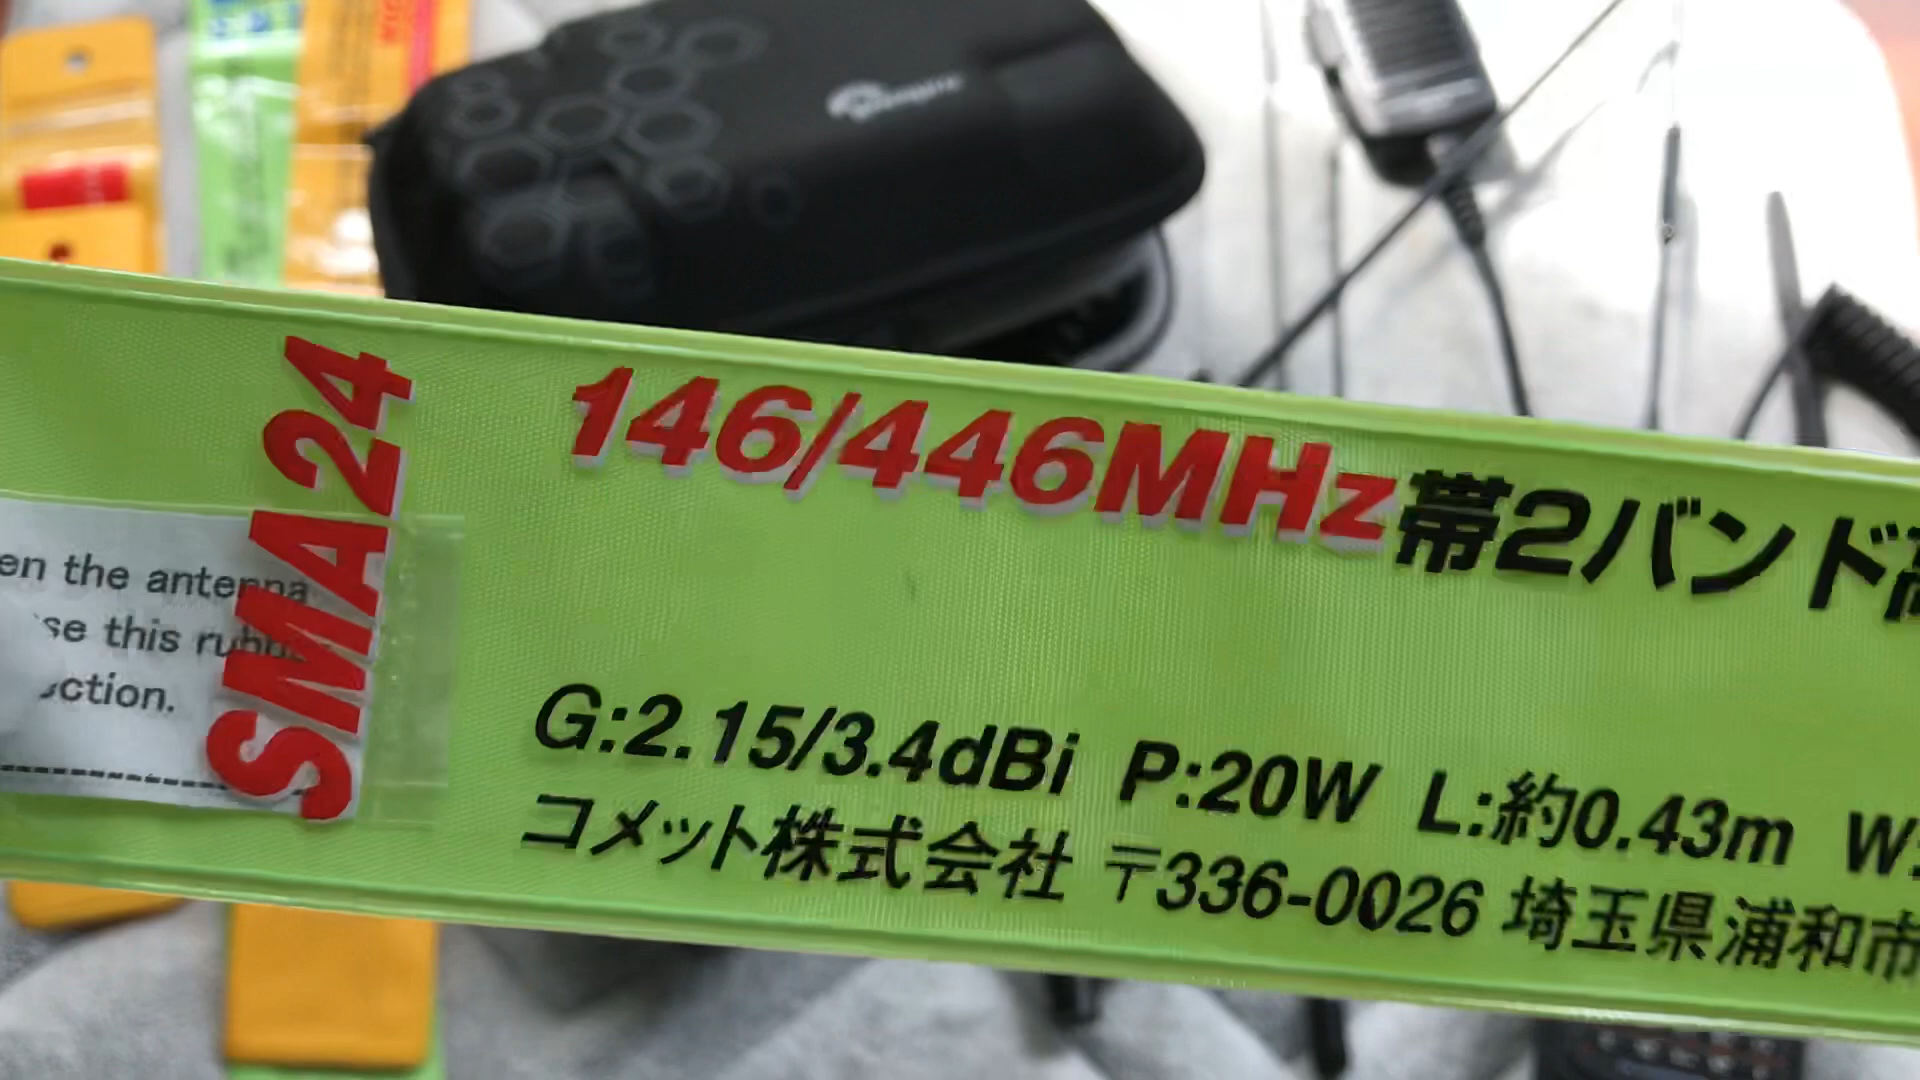 SMA24
146/446MHz帯2バンド高
en the antenna
se this rubber
ction.
G:2.15/3.4dBi P:20W L:約0.43m W:
コメット株式会社 〒336-0026 埼玉県浦和市